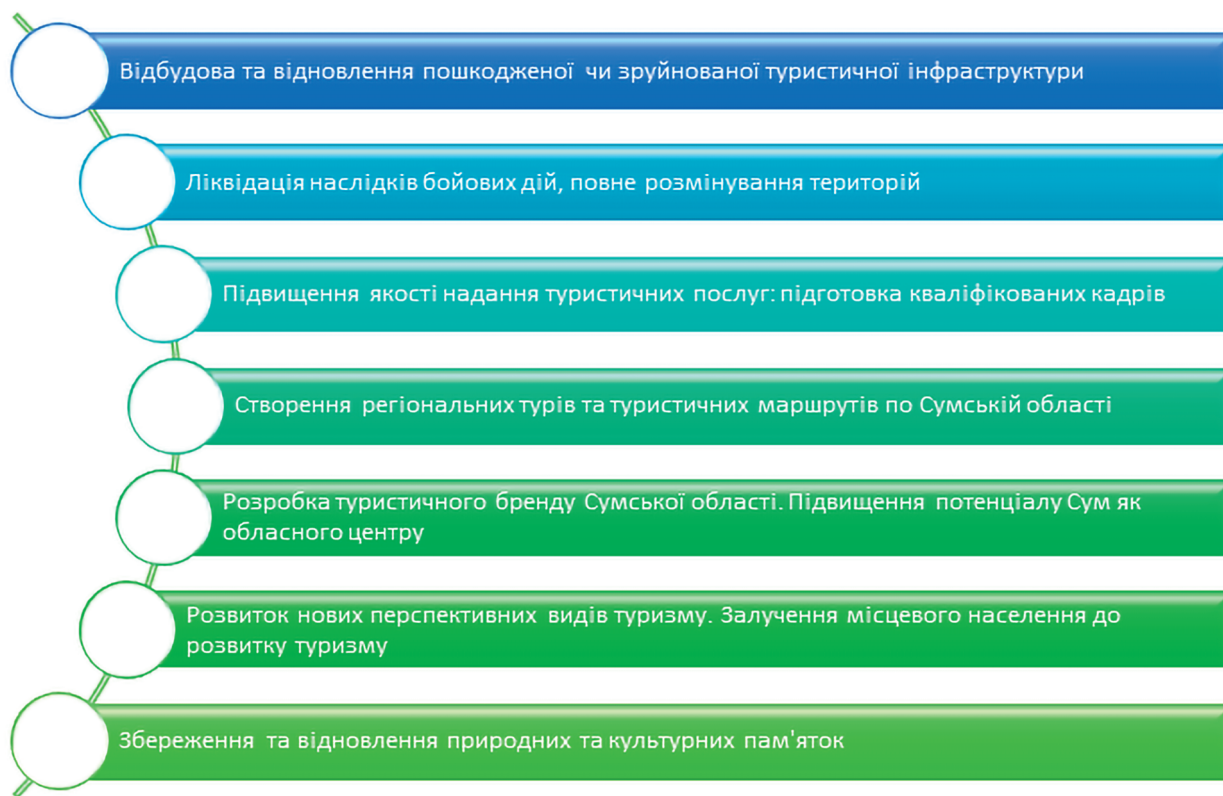 Відбудова та відновлення пошкодженої чи зруйнованої туристичної інфраструктури
Ліквідація наслідків бойових дій, повне розмінування територій
Підвищення якості надання туристичних послуг: підготовка кваліфікованих кадрів
Створення регіональних турів та туристичних маршрутів по Сумській області
Розробка туристичного бренду Сумської області. Підвищення потенціалу Сум як
обласного центру
Розвиток нових перспективних видів туризму. Залучення місцевого населення до
розвитку туризму
Збереження та відновлення природних та культурних пам'яток